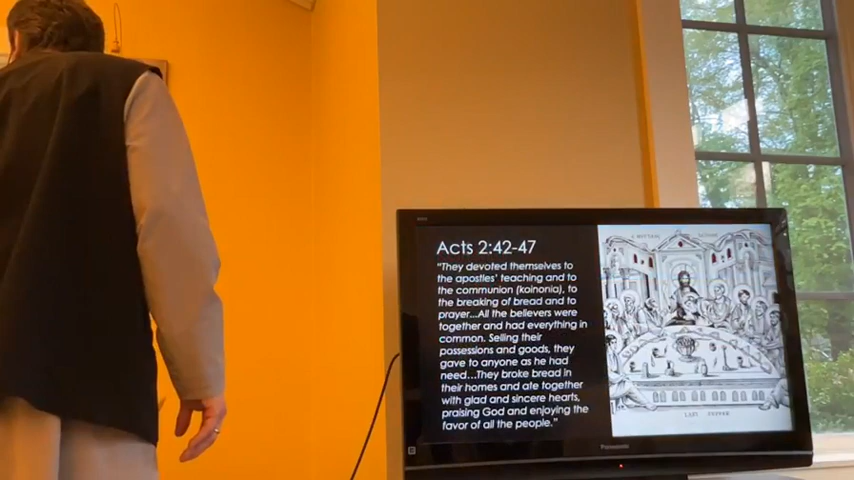 Acts 2:42-47
"They devoted themselves to
the apostles' teaching and to
the communion (koinonia), to
the breaking of bread and to
prayer...All the believers were
together and had everything in
common. Selling their
possessions and goods, they
gave to anyone as he had
need...They broke bread in
their homes and ate together
with glad and sincere hearts,
praising God and enjoying the
favor of all the people."
LAST SUPPER
Panasonic